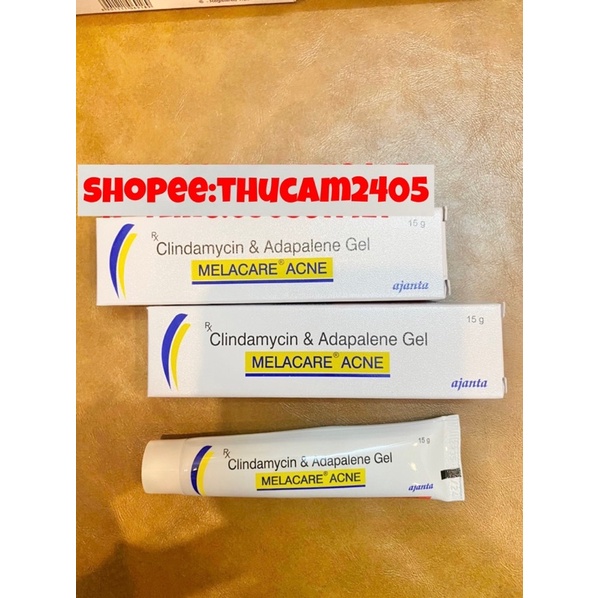 Shopee:thucam2405
15 g
Rx Clindamycin & Adapalene Gel
MELACARE® ACNE
ajanta
15 g
Rx Clindamycin & Adapalene Gel
MELACARE® ACNE
ajanta
15 g
Rx Clindamycin & Adapalene Gel
MELACARE® ACNE
ajanta